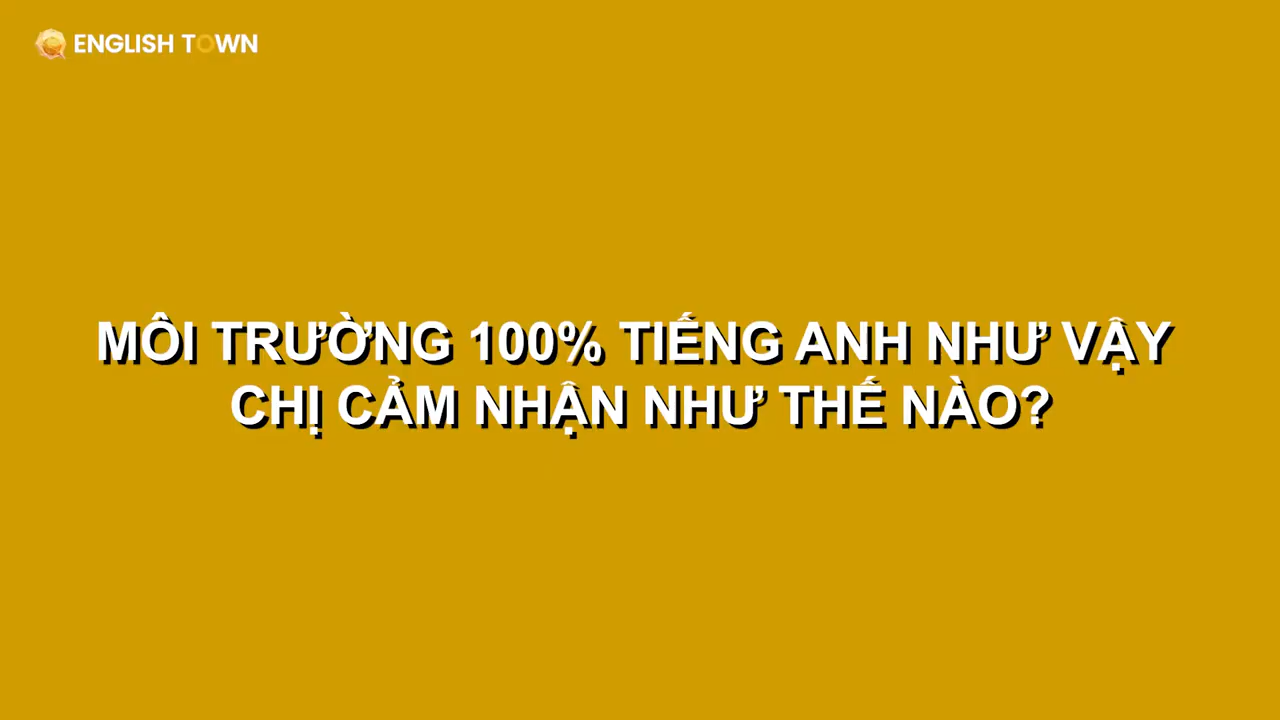 ENGLISH TOWN
MÔI TRƯỜNG 100% TIẾNG ANH NHƯ VẬY
CHỊ CẢM NHẬN NHƯ THẾ NÀO?